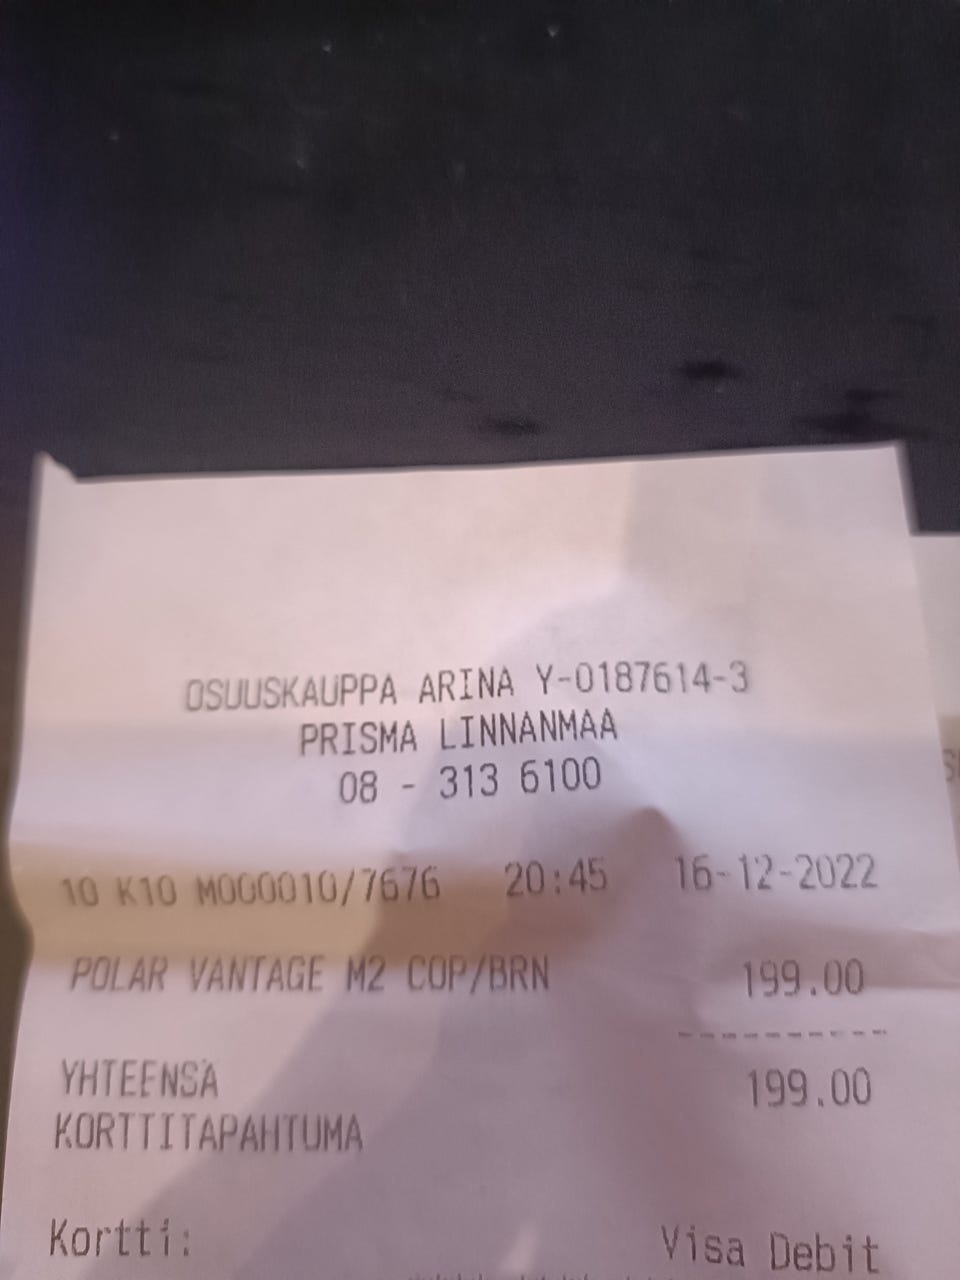 OSUUSKAUPPA ARINA Y-0187614-3
PRISMA LINNANMAA
08 - 313 6100
10 K10 M000010/7676 20:45 16-12-2022
POLAR VANTAGE M2 COP/BRN 199.00
YHTEENSÄ 199.00
KORTTITAPAHTUMA
Kortti: Visa Debit